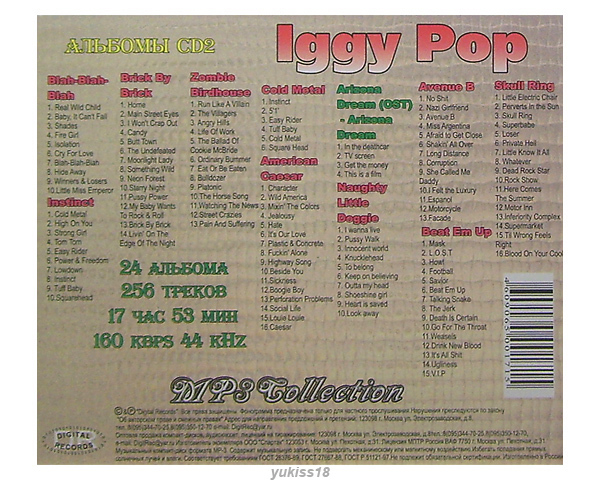 АЛЬБОМЫ CD2
Iggy Pop
Blah-Blah-
Blah
1. Real Wild Child
2. Baby, It Can't Fall
3. Shades
4. Fire Girl
5. Isolation
6. Cry For Love
7. Blah-Blah-Blah
8. Hide Away
9. Winners & Losers
10. Little Miss Emperor
Instinct
1. Cold Metal
2. High On You
3. Strong Girl
4. Tom Tom
5. Easy Rider
6. Power & Freedom
7. Lowdown
8. Instinct
9. Tuff Baby
10. Squarehead
Brick By
Brick
1. Home
2. Main Street Eyes
3. I Won't Crap Out
4. Candy
5. Butt Town
6. The Undefeated
7. Moonlight Lady
8. Something Wild
9. Neon Forest
10. Starry Night
11. Pussy Power
12. My Baby Wants
To Rock & Roll
13. Brick By Brick
14. Livin' On The
Edge Of The Night
Zombie
Birdhouse
1. Run Like A Villain
2. The Villagers
3. Angry Hills
4. Life Of Work
5. The Ballad Of
Cookie McBride
6. Ordinary Bummer
7. Eat Or Be Eaten
8. Bulldozer
9. Platonic
10. The Horse Song
11. Watching The News
12. Street Crazies
13. Pain And Suffering
24 АЛЬБОМА
256 ТРЕКОВ
17 ЧАС 53 МИН
160 KBPS 44 KHZ
Cold Metal
1. Instinct
2. 51'
3. Easy Rider
4. Tuff Baby
5. Cold Metal
6. Square Head
American
Caesar
1. Character
2. Wild America
3. Mixin' The Colors
4. Jealousy
5. Hate
6. It's Our Love
7. Plastic & Concrete
8. Fuckin' Alone
9. Highway Song
10. Beside You
11. Sickness
12. Boogie Boy
13. Perforation Problems
14. Social Life
15. Louie Louie
16. Caesar
Arizona
Dream (OST)
- Arizona
Dream
1. In the deathcar
2. TV screen
3. Get the money
4. This is a film
Naughty
Little
Doggie
1. I wanna live
2. Pussy Walk
3. Innocent world
4. Knucklehead
5. To belong
6. Keep on believing
7. Outta my head
8. Shoeshine girl
9. Heart is saved
10. Look away
Avenue B
1. No Shit
2. Nazi Girlfriend
3. Avenue B
4. Miss Argentina
5. Afraid to Get Close
6. Shakin' All Over
7. Long Distance
8. Corruption
9. She Called Me
Daddy
10. I Felt the Luxury
11. Espanol
12. Motorcycle
13. Facade
Beat Em Up
1. Mask
2. L.O.S.T
3. Howl
4. Football
5. Savior
6. Beat Em Up
7. Talking Snake
8. The Jerk
9. Death Is Certain
10. Go For The Throat
11. Weasels
12. Drink New Blood
13. It's All Shit
14. Ugliness
15. V.I.P
Skull Ring
1. Little Electric Chair
2. Perverts in the Sun
3. Skull Ring
4. Superbabe
5. Loser
6. Private Hell
7. Little Know It All
8. Whatever
9. Dead Rock Star
10. Rock Show
11. Here Comes
The Summer
12. Motor Inn
13. Inferiority Complex
14. Supermarket
15. Til Wrong Feels
Right
16. Blood On Your Cool
MP3 Collection
DIGITAL
RECORDS
yukiss18